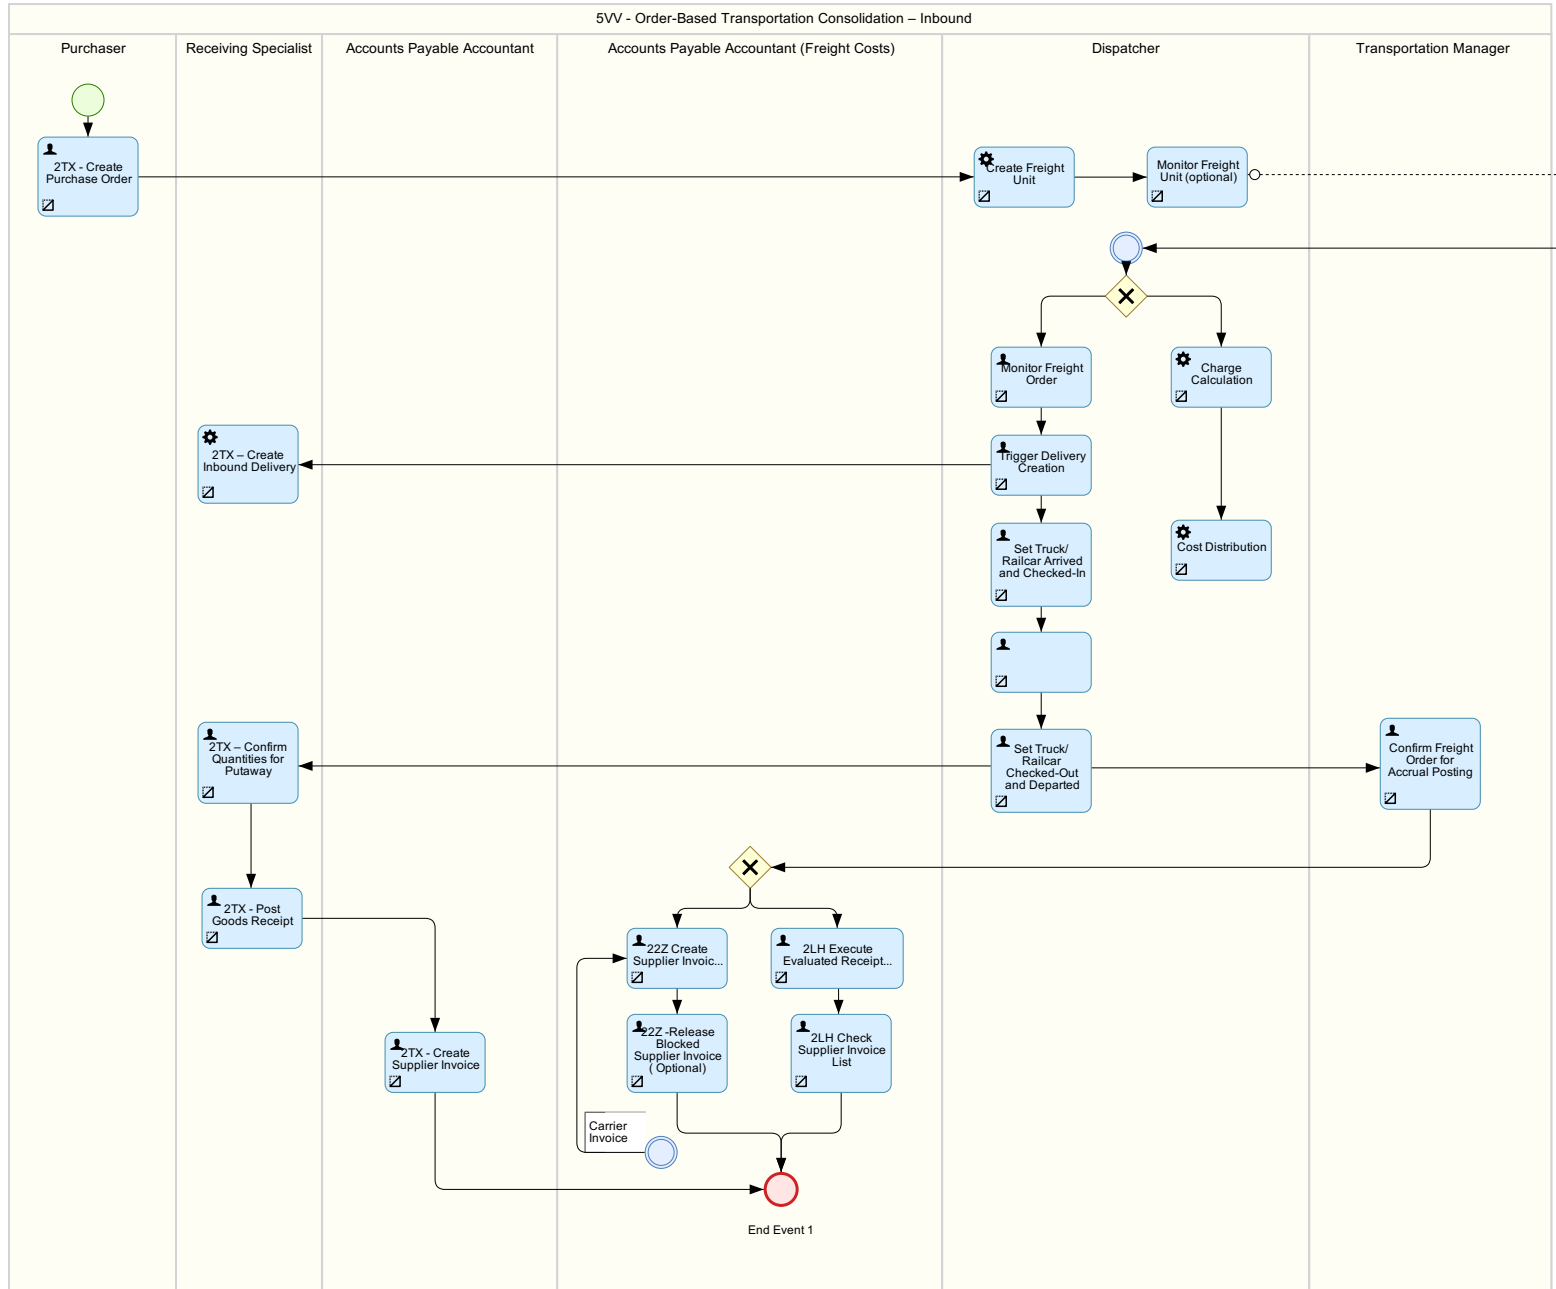 5VV - Order-Based Transportation Consolidation – Inbound
Purchaser
Receiving Specialist
Accounts Payable Accountant
Accounts Payable Accountant (Freight Costs)
Dispatcher
Transportation Manager
2TX - Create
Purchase Order
Create Freight
Unit
Monitor Freight
Unit (optional)
Monitor Freight
Order
Charge
Calculation
2TX – Create
Inbound Delivery
Trigger Delivery
Creation
Set Truck/
Railcar Arrived
and Checked-In
Cost Distribution
2TX – Confirm
Quantities for
Putaway
Set Truck/
Railcar
Checked-Out
and Departed
Confirm Freight
Order for
Accrual Posting
2TX - Post
Goods Receipt
22Z Create
Supplier Invoic...
2LH Execute
Evaluated Receipt...
2TX - Create
Supplier Invoice
22Z -Release
Blocked
Supplier Invoice
( Optional)
2LH Check
Supplier Invoice
List
Carrier
Invoice
End Event 1